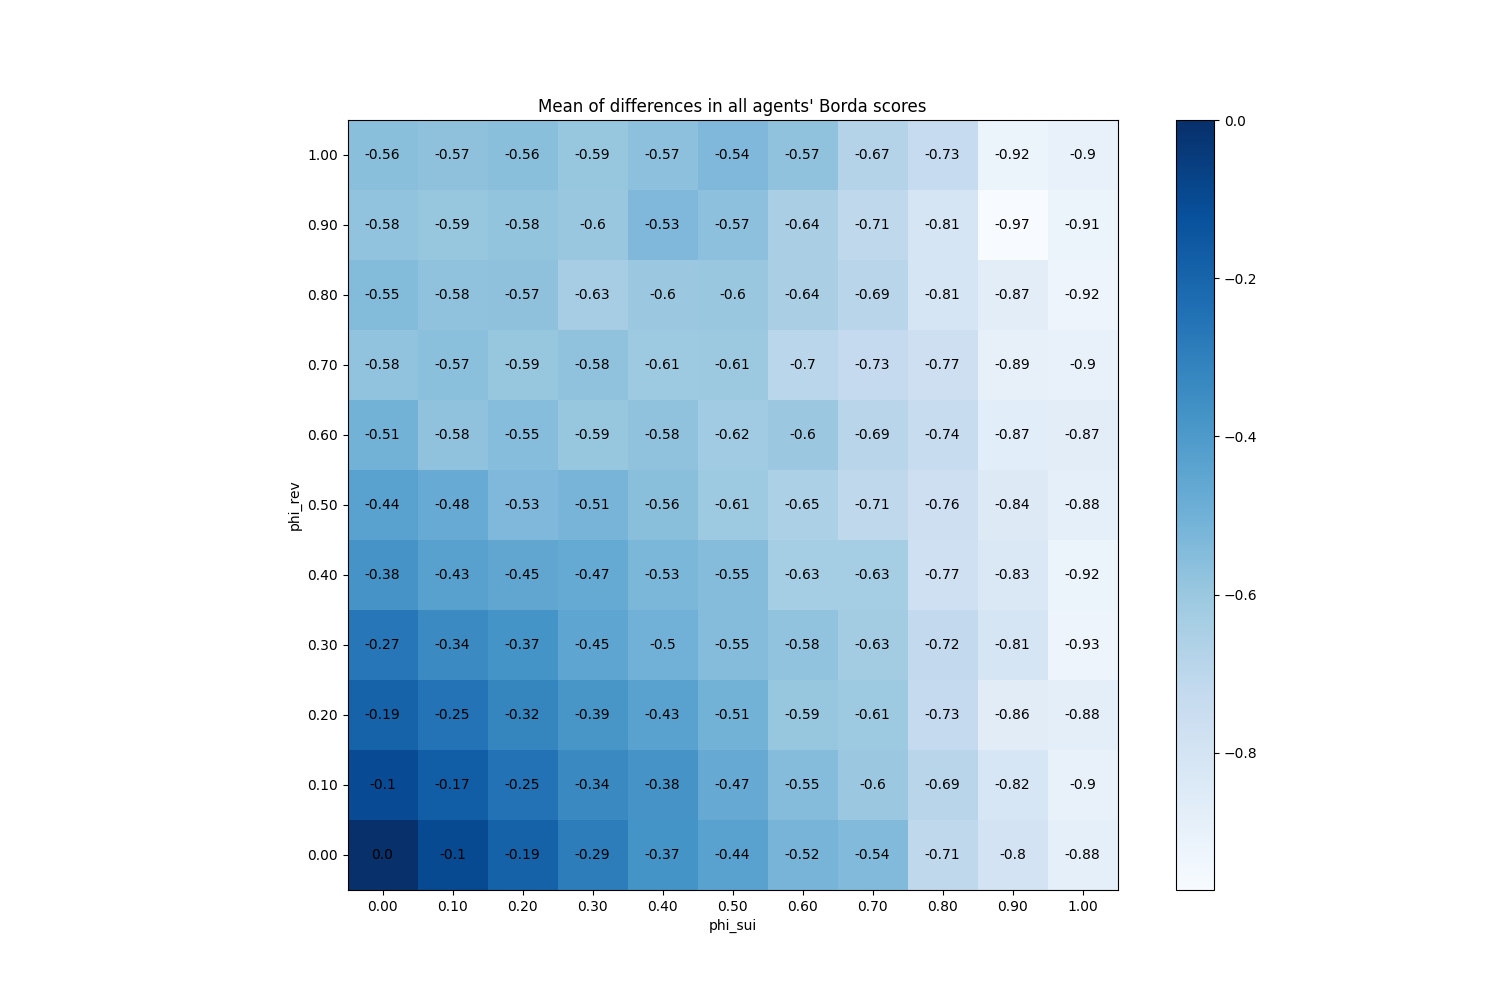 Mean of differences in all agents' Borda scores
1.00 -0.56 -0.57 -0.56 -0.59 -0.57 -0.54 -0.57 -0.67 -0.73 -0.92 -0.9
0.90 -0.58 -0.59 -0.58 -0.6 -0.53 -0.57 -0.64 -0.71 -0.81 -0.97 -0.91
0.80 -0.55 -0.58 -0.57 -0.63 -0.6 -0.6 -0.64 -0.69 -0.81 -0.87 -0.92
0.70 -0.58 -0.57 -0.59 -0.58 -0.61 -0.61 -0.7 -0.73 -0.77 -0.89 -0.9
0.60 -0.51 -0.58 -0.55 -0.59 -0.58 -0.62 -0.6 -0.69 -0.74 -0.87 -0.87
0.50 -0.44 -0.48 -0.53 -0.51 -0.56 -0.61 -0.65 -0.71 -0.76 -0.84 -0.88
0.40 -0.38 -0.43 -0.45 -0.47 -0.53 -0.55 -0.63 -0.63 -0.77 -0.83 -0.92
0.30 -0.27 -0.34 -0.37 -0.45 -0.5 -0.55 -0.58 -0.63 -0.72 -0.81 -0.93
0.20 -0.19 -0.25 -0.32 -0.39 -0.43 -0.51 -0.59 -0.61 -0.73 -0.86 -0.88
0.10 -0.1 -0.17 -0.25 -0.34 -0.38 -0.47 -0.55 -0.6 -0.69 -0.82 -0.9
0.00 0.0 -0.1 -0.19 -0.29 -0.37 -0.44 -0.52 -0.54 -0.71 -0.8 -0.88
0.00 0.10 0.20 0.30 0.40 0.50 0.60 0.70 0.80 0.90 1.00
phi_sui
phi_rev
0.0
−0.2
−0.4
−0.6
−0.8